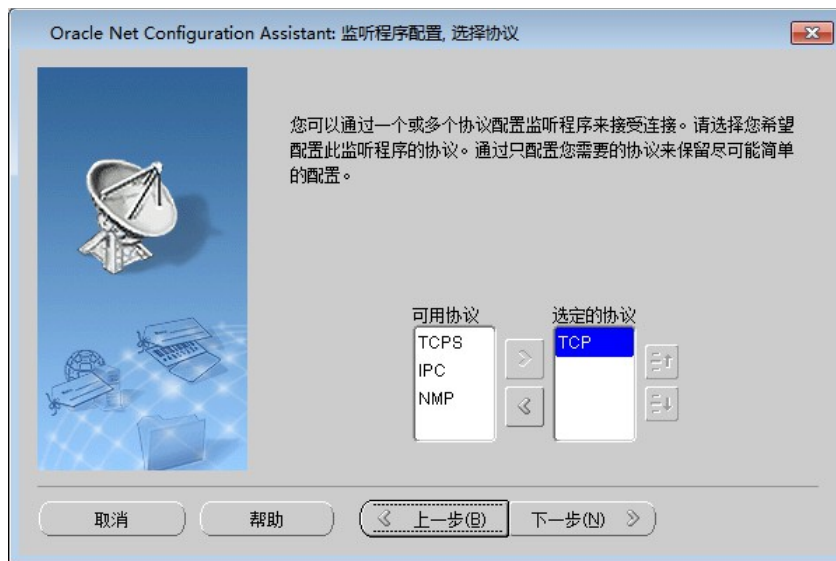 Oracle Net Configuration Assistant: 监听程序配置, 选择协议
您可以通过一个或多个协议配置监听程序来接受连接。请选择您希望
配置此监听程序的协议。通过只配置您需要的协议来保留尽可能简单
的配置。
可用协议
TCPS
IPC
NMP
选定的协议
TCP
取消
帮助
上一步(B)
下一步(N)